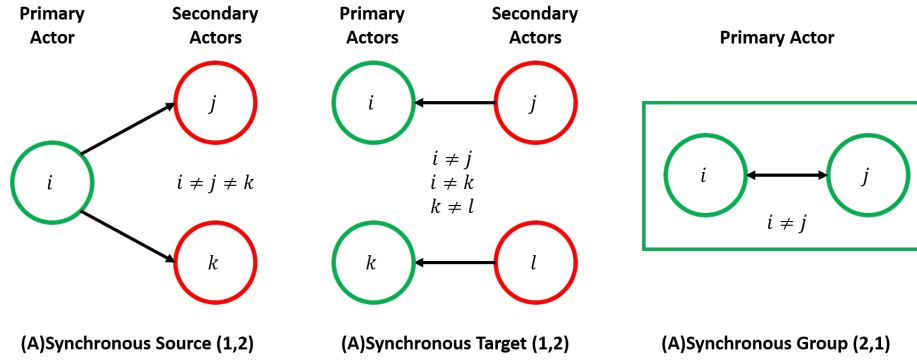 Primary
Actor
Secondary
Actors
i
j
k
i ≠ j ≠ k
(A)Synchronous Source (1,2)
Primary
Actors
Secondary
Actors
i
j
i ≠ j
i ≠ k
k ≠ l
k
l
(A)Synchronous Target (1,2)
Primary Actor
i
j
i ≠ j
(A)Synchronous Group (2,1)